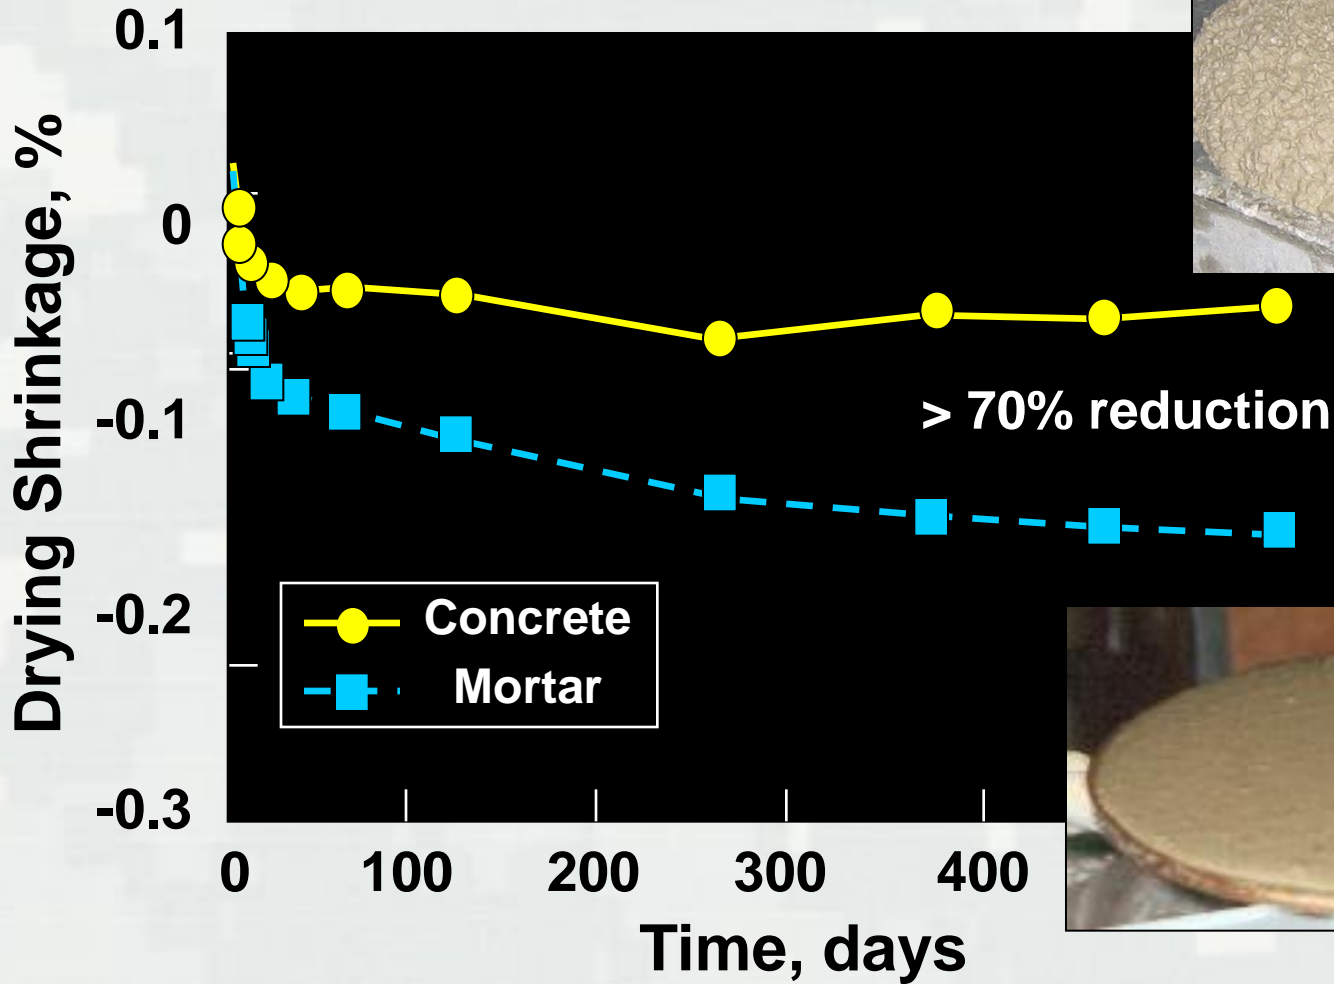 0.1
0
-0.1
-0.2
-0.3
Drying Shrinkage, %
> 70% reduction
Concrete
Mortar
0 100 200 300 400
Time, days